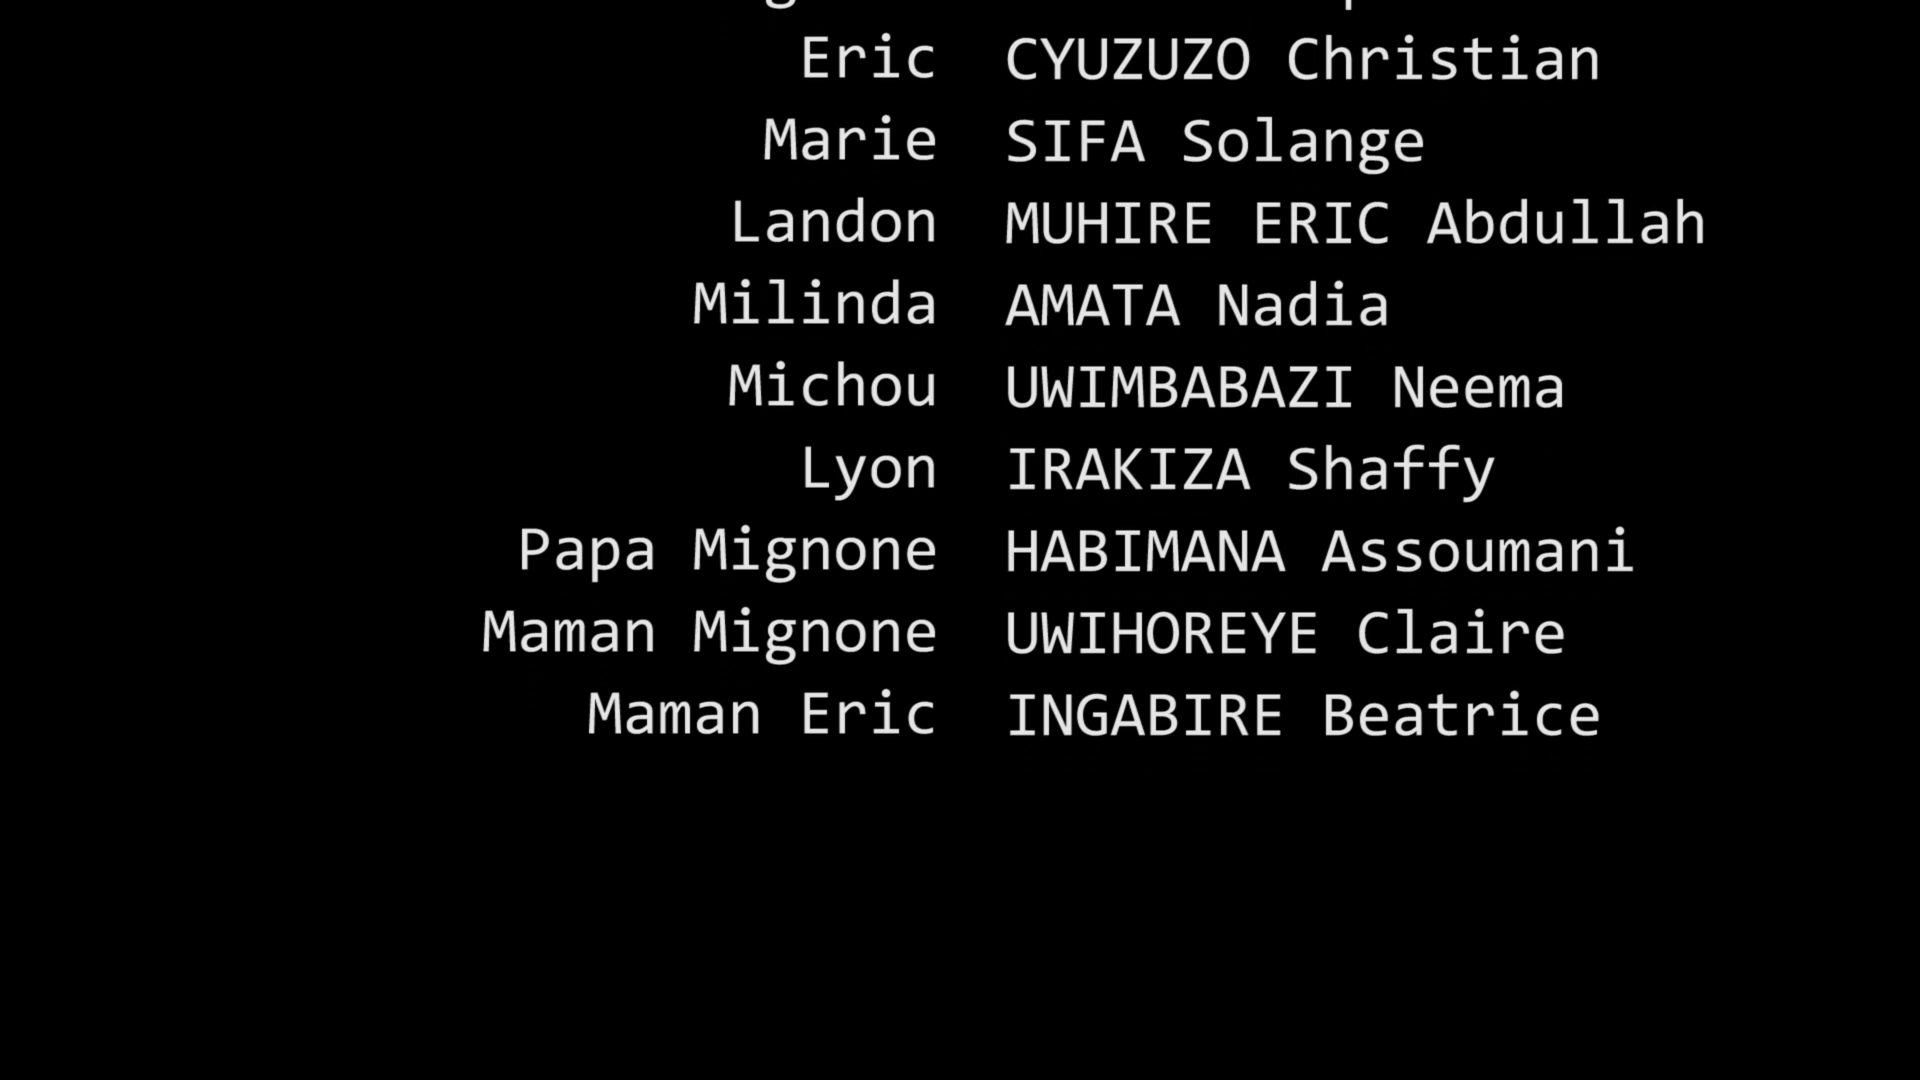 Eric CYUZUZO Christian
Marie SIFA Solange
Landon MUHIRE ERIC Abdullah
Milinda AMATA Nadia
Michou UWIMBABAZI Neema
Lyon IRAKIZA Shaffy
Papa Mignone HABIMANA Assoumani
Maman Mignone UWIHOREYE Claire
Maman Eric INGABIRE Beatrice